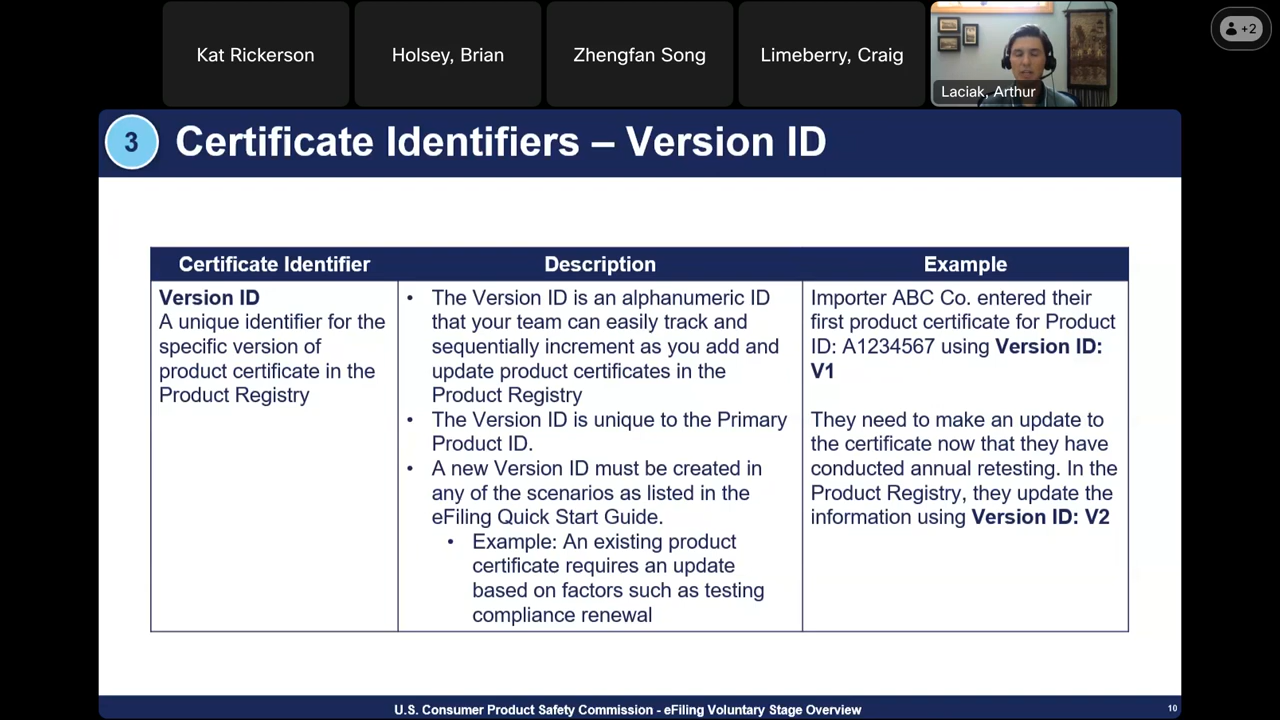 Kat Rickerson
Holsey, Brian
Zhengfan Song
Limeberry, Craig
Laciak, Arthur
+2
3
Certificate Identifiers – Version ID
Certificate Identifier
Description
Example
Version ID
A unique identifier for the
specific version of
product certificate in the
Product Registry
• The Version ID is an alphanumeric ID
that your team can easily track and
sequentially increment as you add and
update product certificates in the
Product Registry
• The Version ID is unique to the Primary
Product ID.
• A new Version ID must be created in
any of the scenarios as listed in the
eFiling Quick Start Guide.
• Example: An existing product
certificate requires an update
based on factors such as testing
compliance renewal
Importer ABC Co. entered their
first product certificate for Product
ID: A1234567 using Version ID:
V1
They need to make an update to
the certificate now that they have
conducted annual retesting. In the
Product Registry, they update the
information using Version ID: V2
U.S. Consumer Product Safety Commission - eFiling Voluntary Stage Overview
10